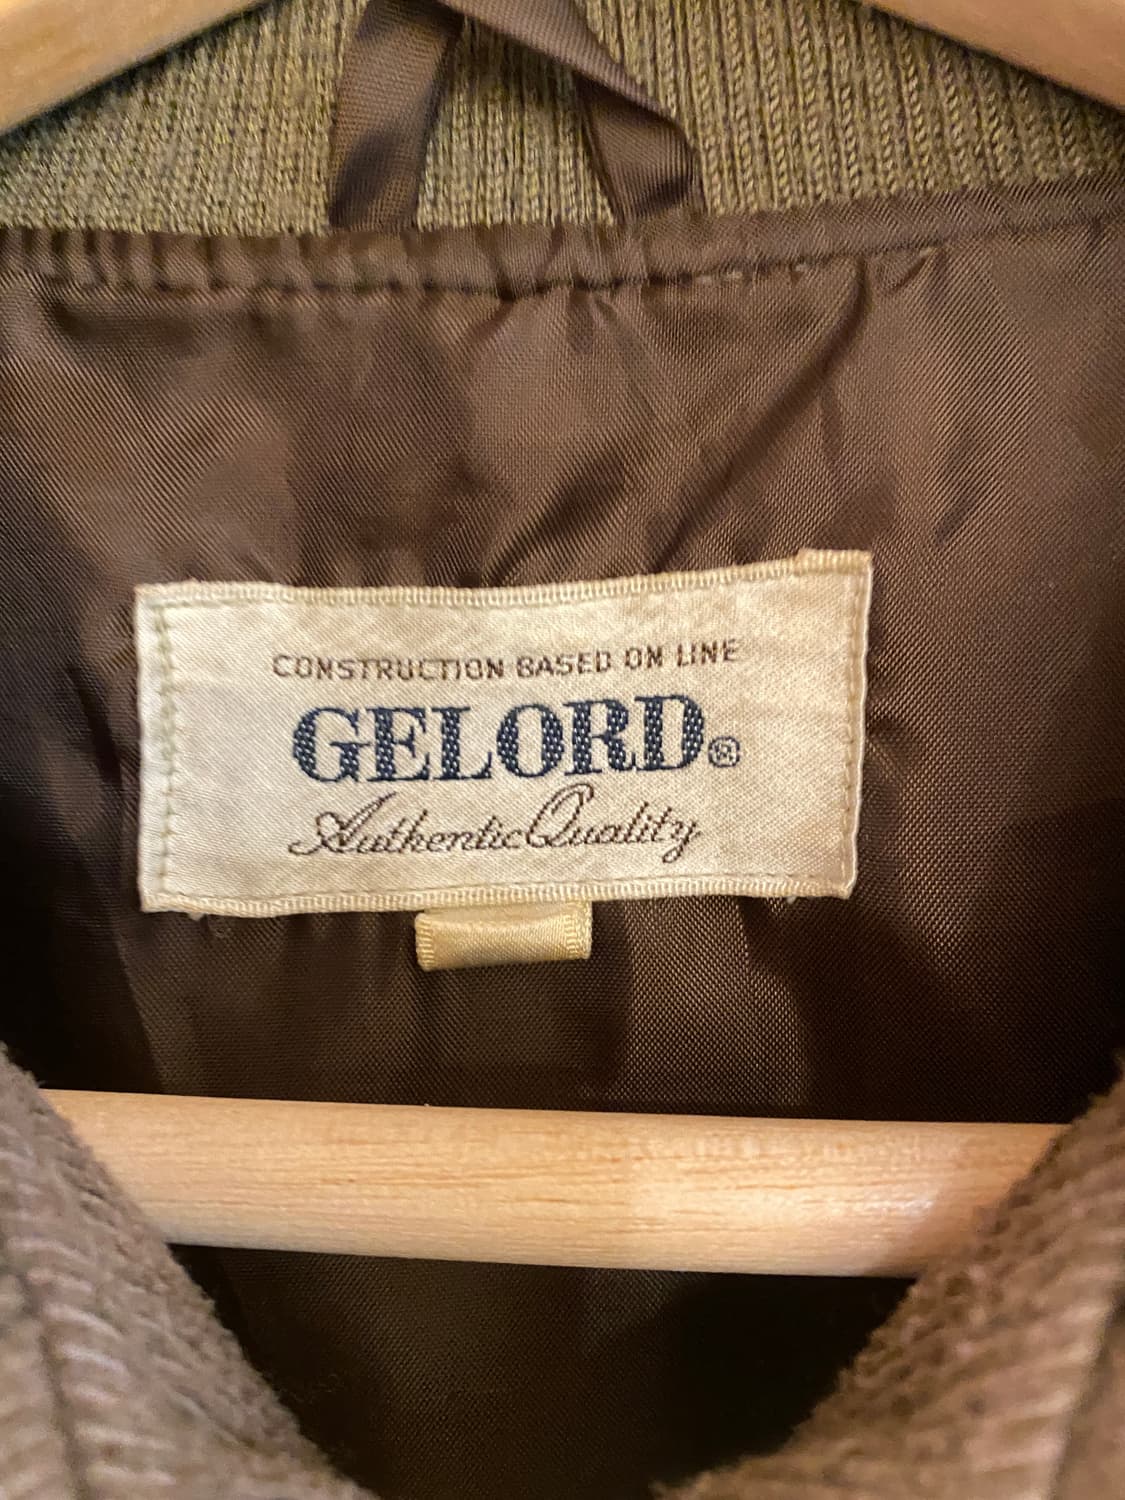 CONSTRUCTION BASED ON LINE
GELORD®
Authentic Quality